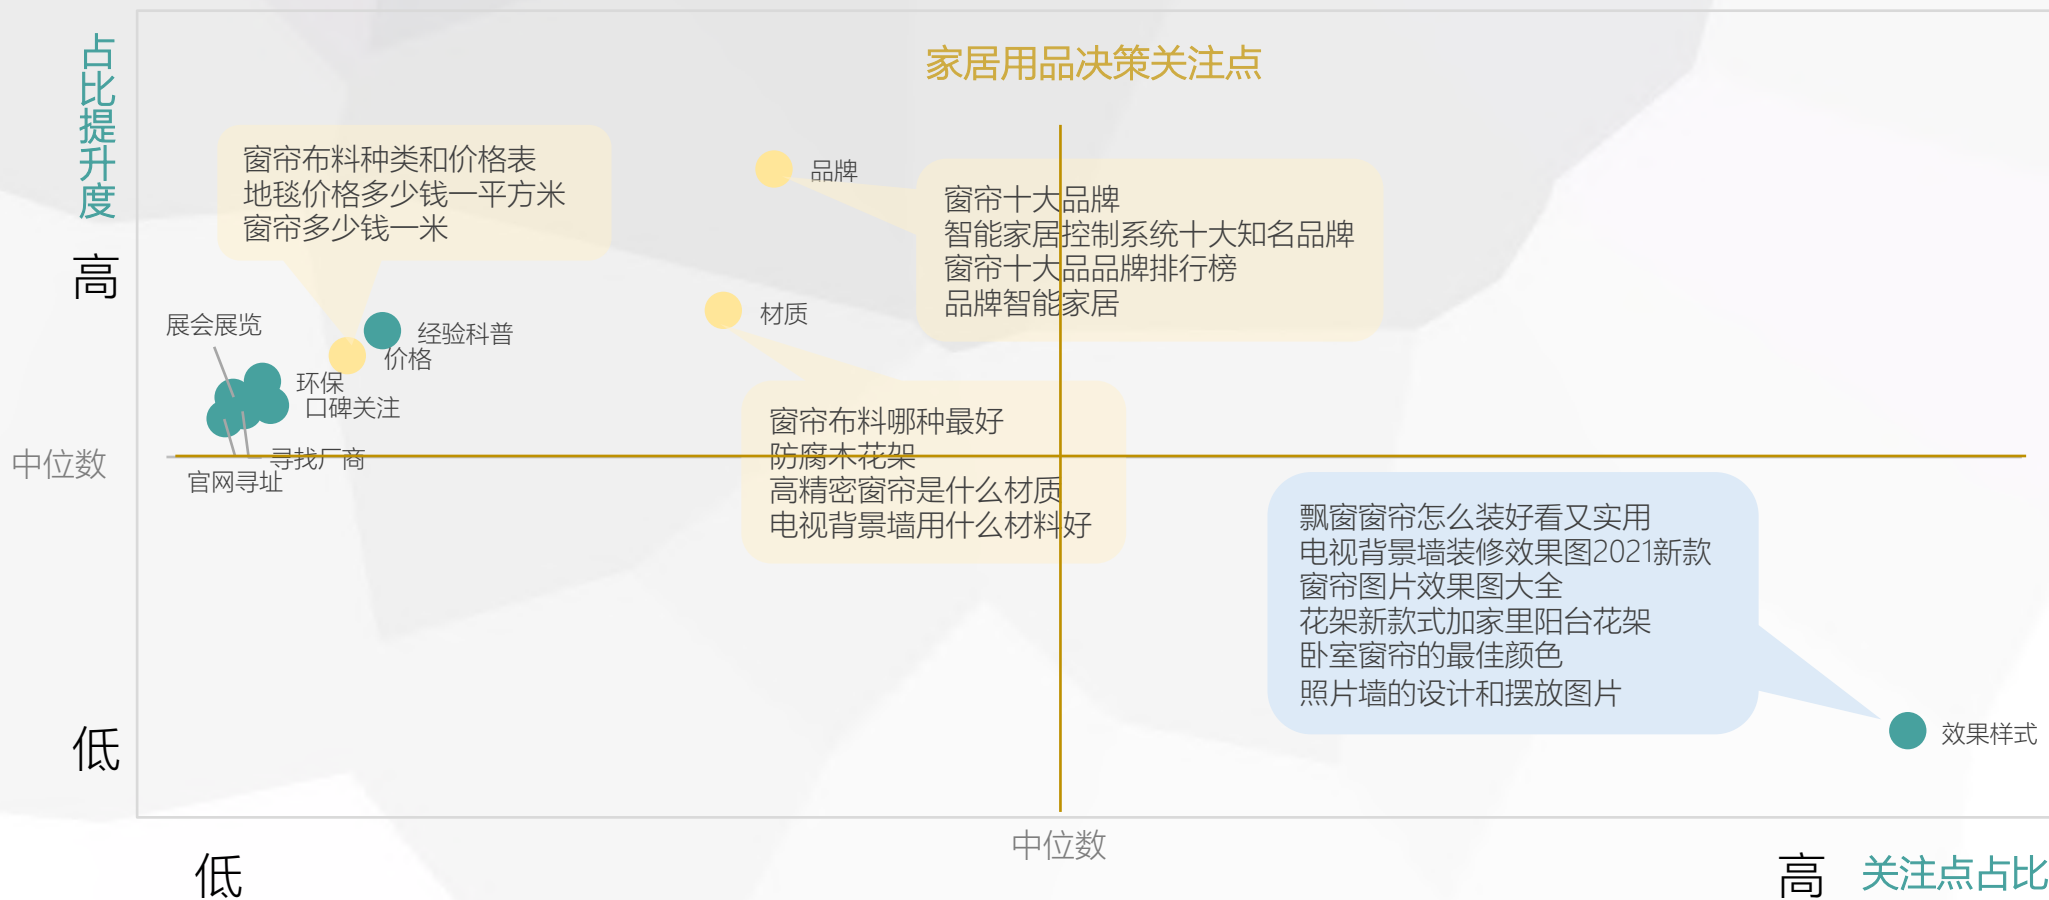 家居用品决策关注点
占比提升度
高
窗帘布料种类和价格表
地毯价格多少钱一平方米
窗帘多少钱一米
品牌
窗帘十大品牌
智能家居控制系统十大知名品牌
窗帘十大品品牌排行榜
品牌智能家居
材质
展会展览
经验科普
价格
环保
口碑关注
窗帘布料哪种最好
防腐木花架
高精密窗帘是什么材质
电视背景墙用什么材料好
中位数
寻找厂商
官网寻址
飘窗窗帘怎么装好看又实用
电视背景墙装修效果图2021新款
窗帘图片效果图大全
花架新款式加家里阳台花架
卧室窗帘的最佳颜色
照片墙的设计和摆放图片
效果样式
低
中位数
低
高
关注点占比